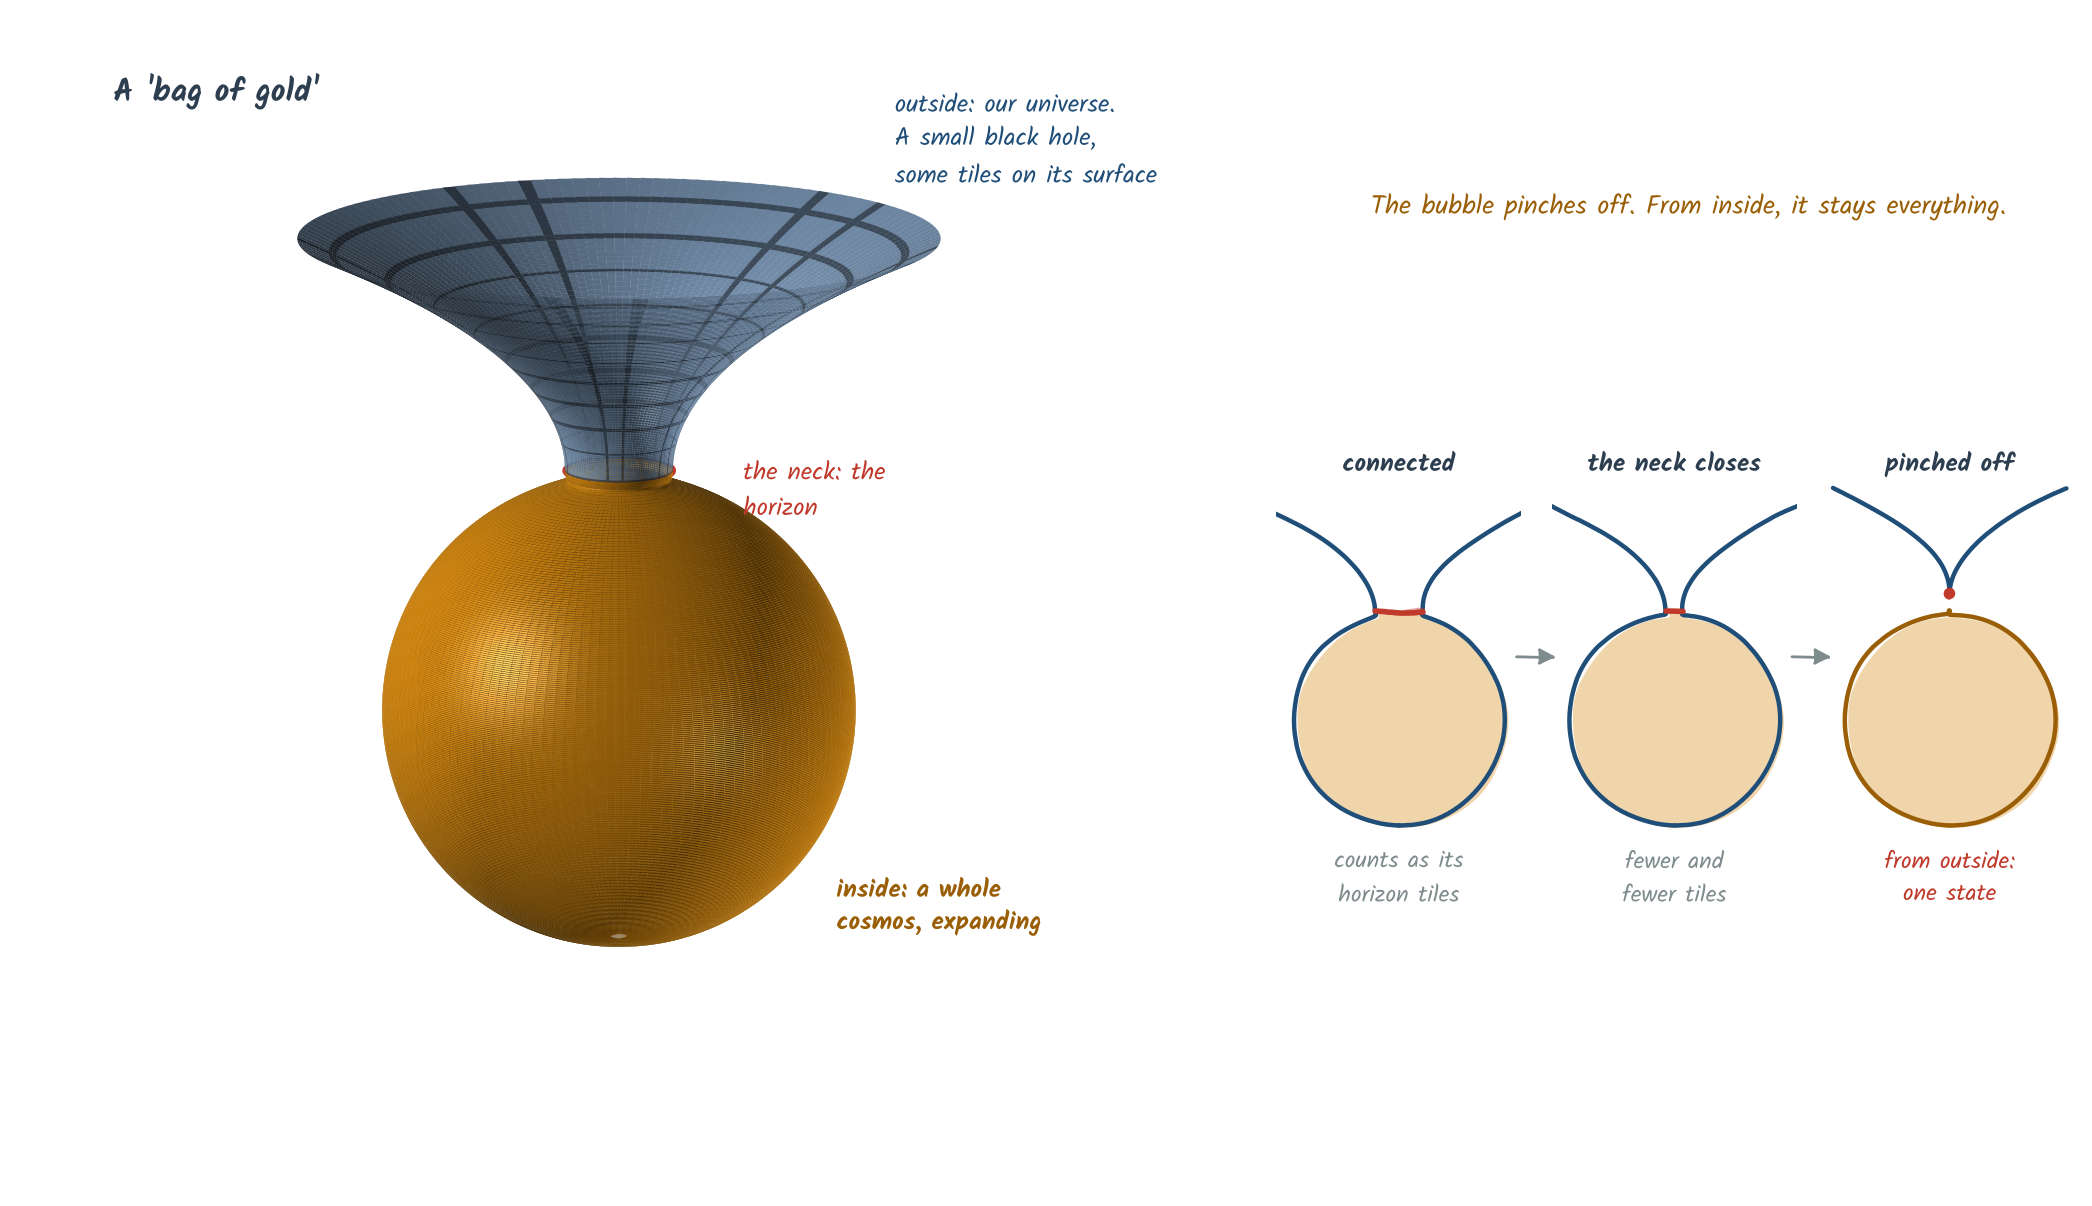 A 'bag of gold'
outside: our universe.
A small black hole,
some tiles on its surface
the neck: the
horizon
inside: a whole
cosmos, expanding
The bubble pinches off. From inside, it stays everything.
connected
the neck closes
pinched off
counts as its
horizon tiles
fewer and
fewer tiles
from outside:
one state